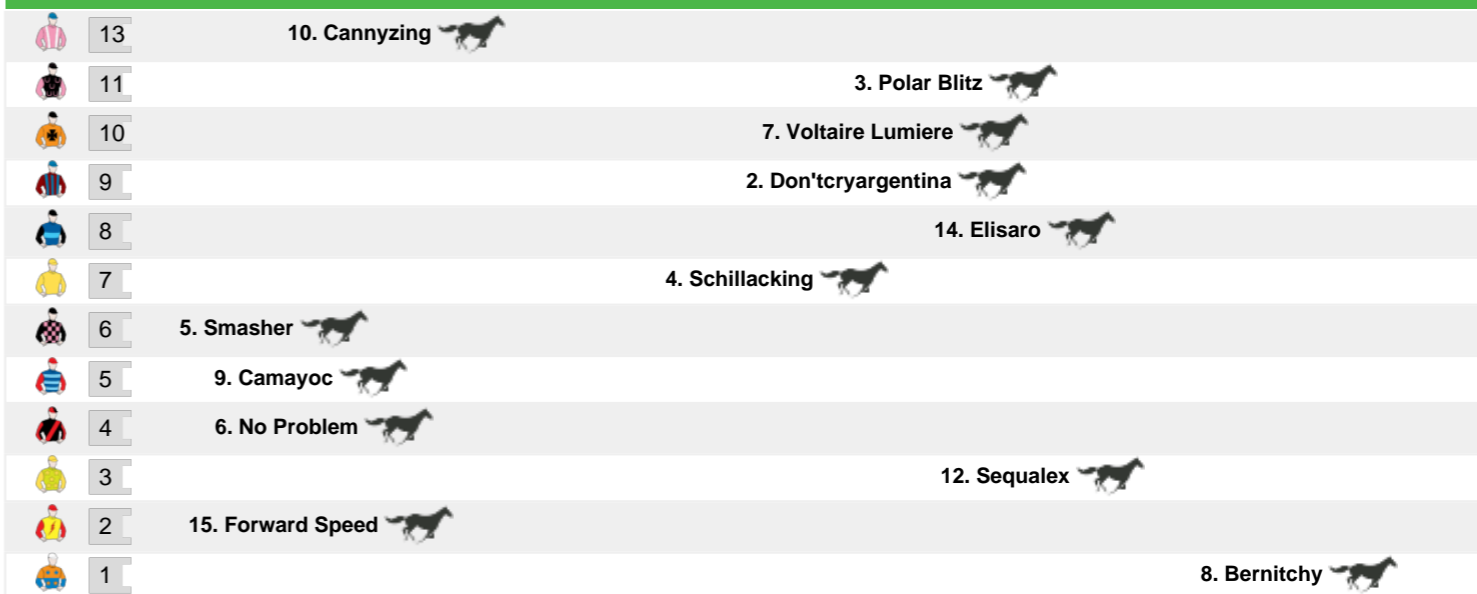 13 10. Cannyzing
11 3. Polar Blitz
10 7. Voltaire Lumiere
9 2. Don'tcryargentina
8 14. Elisaro
7 4. Schillacking
6 5. Smasher
5 9. Camayoc
4 6. No Problem
3 12. Sequalex
2 15. Forward Speed
1 8. Bernitchy